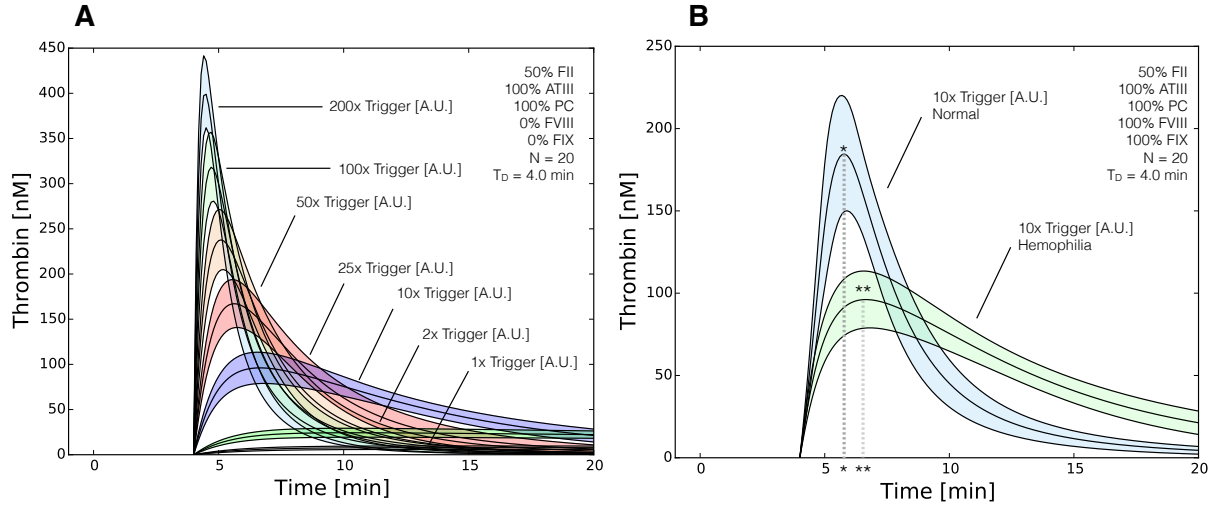 A
Thrombin [nM]
450
400
350
300
250
200
150
100
50
0
0
5
10
15
20
Time [min]
50% FII
100% ATIII
100% PC
0% FVIII
0% FIX
N = 20
TD = 4.0 min
200x Trigger [A.U.]
100x Trigger [A.U.]
50x Trigger [A.U.]
25x Trigger [A.U.]
10x Trigger [A.U.]
2x Trigger [A.U.]
1x Trigger [A.U.]
B
Thrombin [nM]
250
200
150
100
50
0
0
5
10
15
20
* **
Time [min]
50% FII
100% ATIII
100% PC
100% FVIII
100% FIX
N = 20
TD = 4.0 min
10x Trigger [A.U.]
Normal
10x Trigger [A.U.]
Hemophilia
*
**